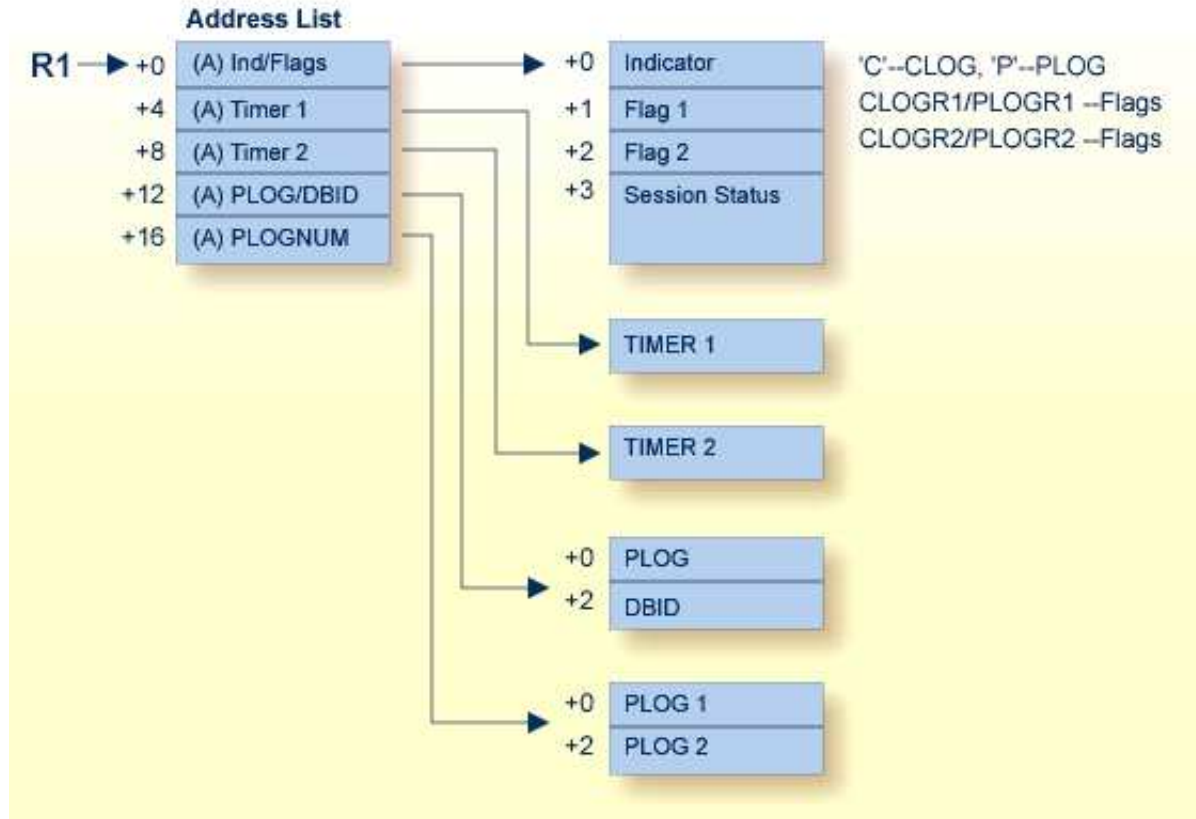 Address List
R1 +0 (A) Ind/Flags
+4 (A) Timer 1
+8 (A) Timer 2
+12 (A) PLOG/DBID
+16 (A) PLOGNUM
+0 Indicator 'C'--CLOG, 'P'--PLOG
+1 Flag 1 CLOGR1/PLOGR1 --Flags
+2 Flag 2 CLOGR2/PLOGR2 --Flags
+3 Session Status
TIMER 1
TIMER 2
+0 PLOG
+2 DBID
+0 PLOG 1
+2 PLOG 2